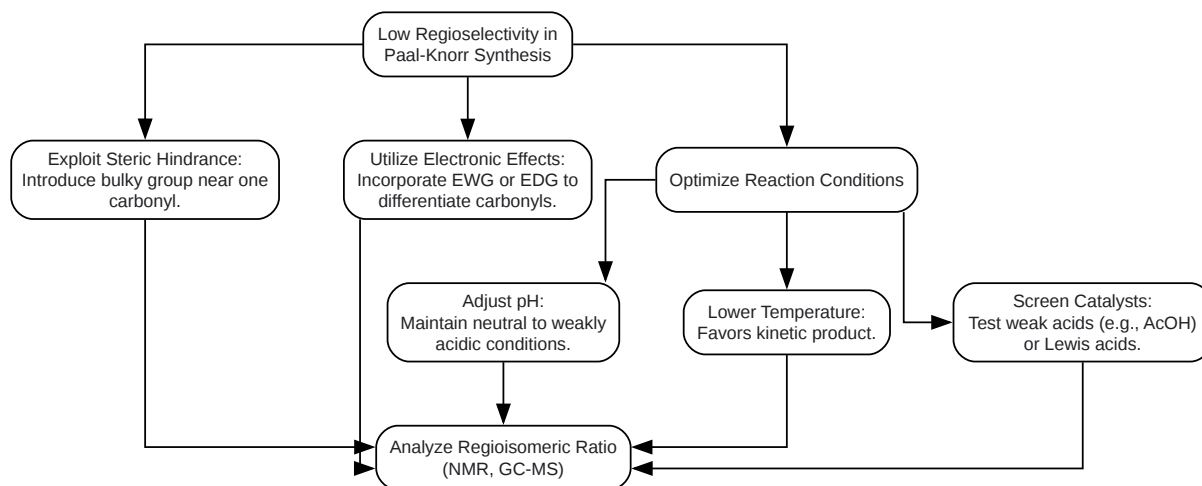 Low Regioselectivity in
Paal-Knorr Synthesis
Exploit Steric Hindrance:
Introduce bulky group near one
carbonyl.
Utilize Electronic Effects:
Incorporate EWG or EDG to
differentiate carbonyls.
Optimize Reaction Conditions
Adjust pH:
Maintain neutral to weakly
acidic conditions.
Lower Temperature:
Favors kinetic product.
Screen Catalysts:
Test weak acids (e.g., AcOH)
or Lewis acids.
Analyze Regioisomeric Ratio
(NMR, GC-MS)